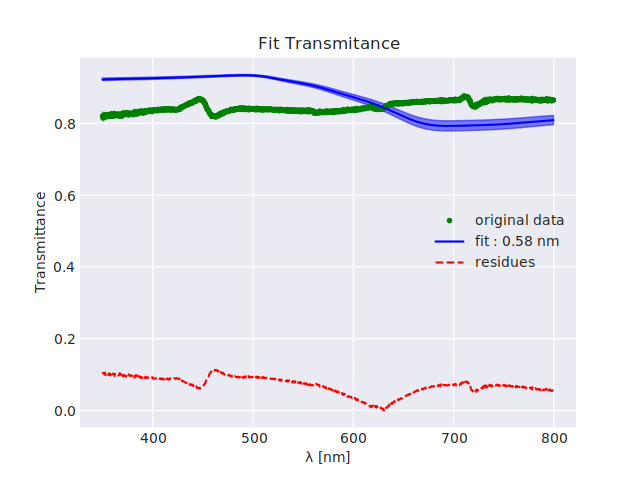 Fit Transmitance
Transmittance
0.8
0.6
0.4
0.2
0.0
original data
fit : 0.58 nm
residues
400 500 600 700 800
λ [nm]